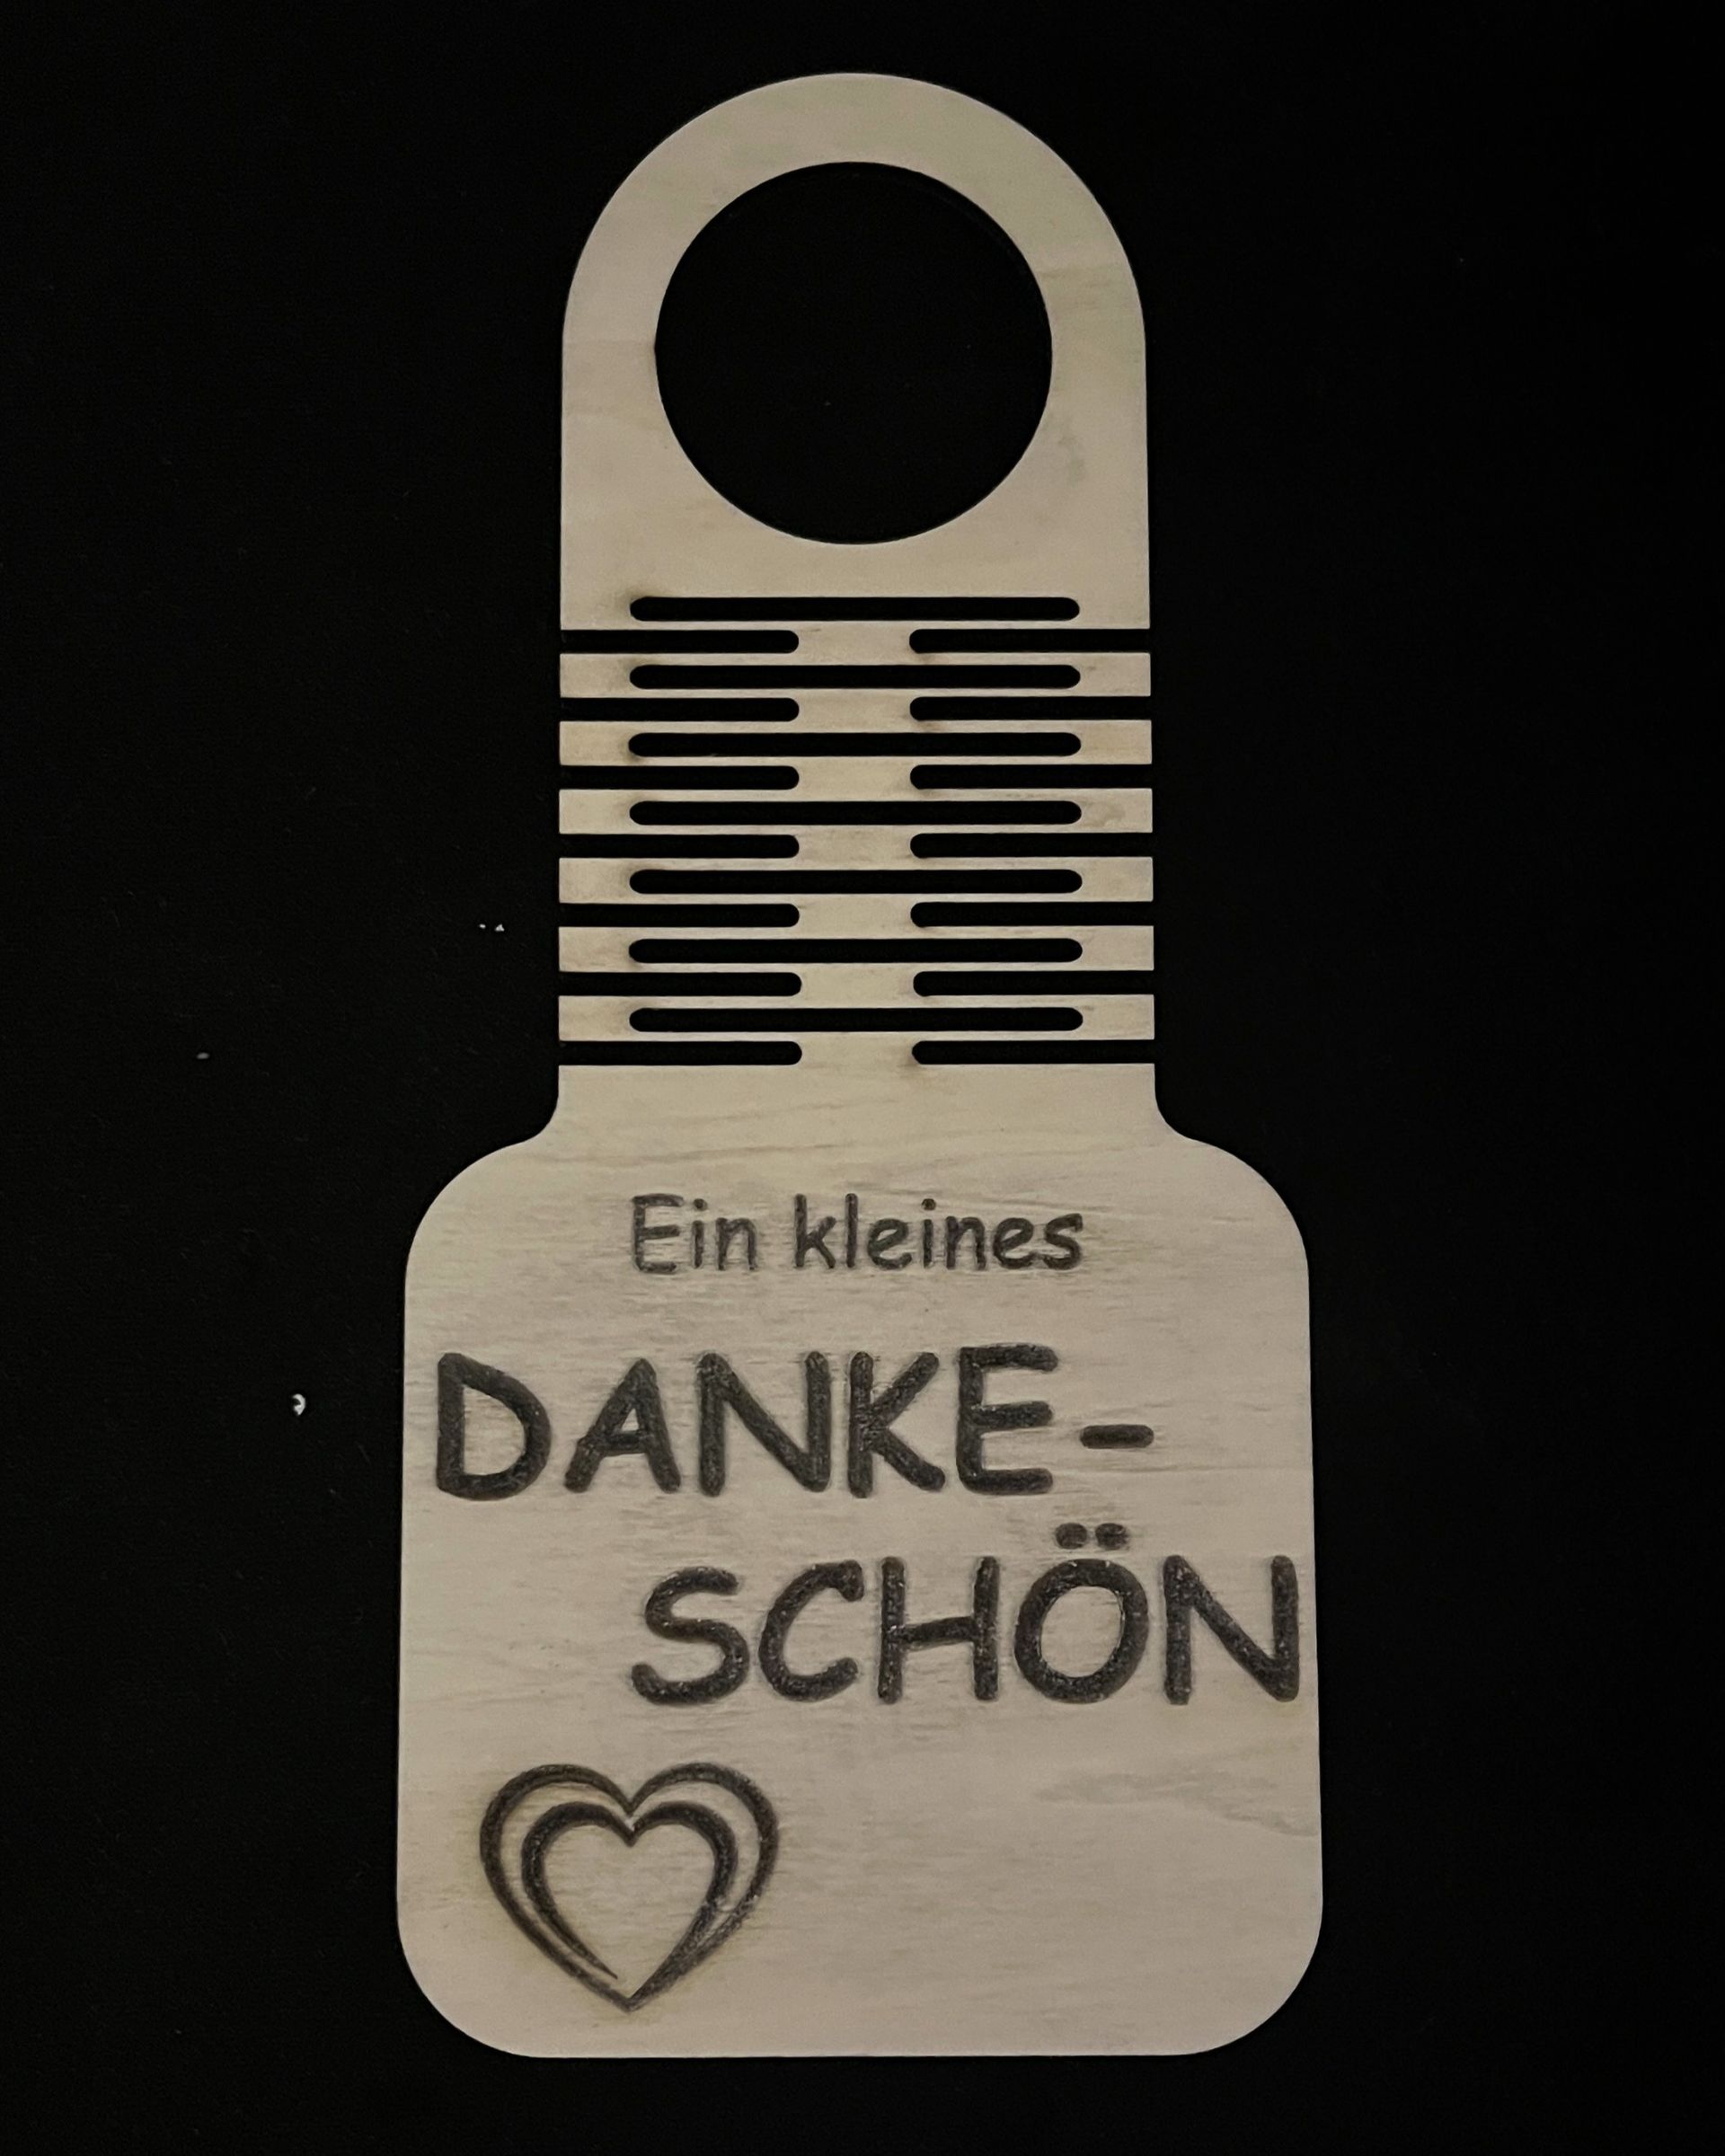 Ein kleines
DANKE-
SCHÖN